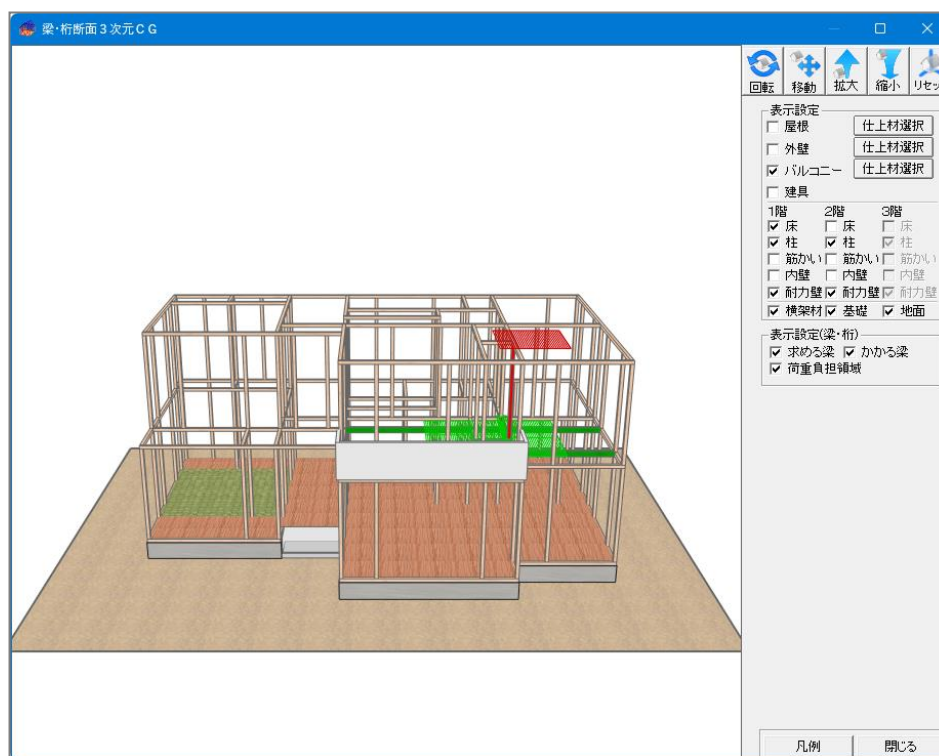 梁・桁断面３次元ＣＧ
回転 移動 拡大 縮小 リセッ
表示設定
屋根 仕上材選択
外壁 仕上材選択
バルコニー 仕上材選択
建具
1階 2階 3階
床 床 床
柱 柱 柱
筋かい 筋かい 筋かい
内壁 内壁 内壁
耐力壁 耐力壁 耐力壁
横架材 基礎 地面
表示設定(梁・桁)
求める梁 かかる梁
荷重負担領域
凡例 閉じる